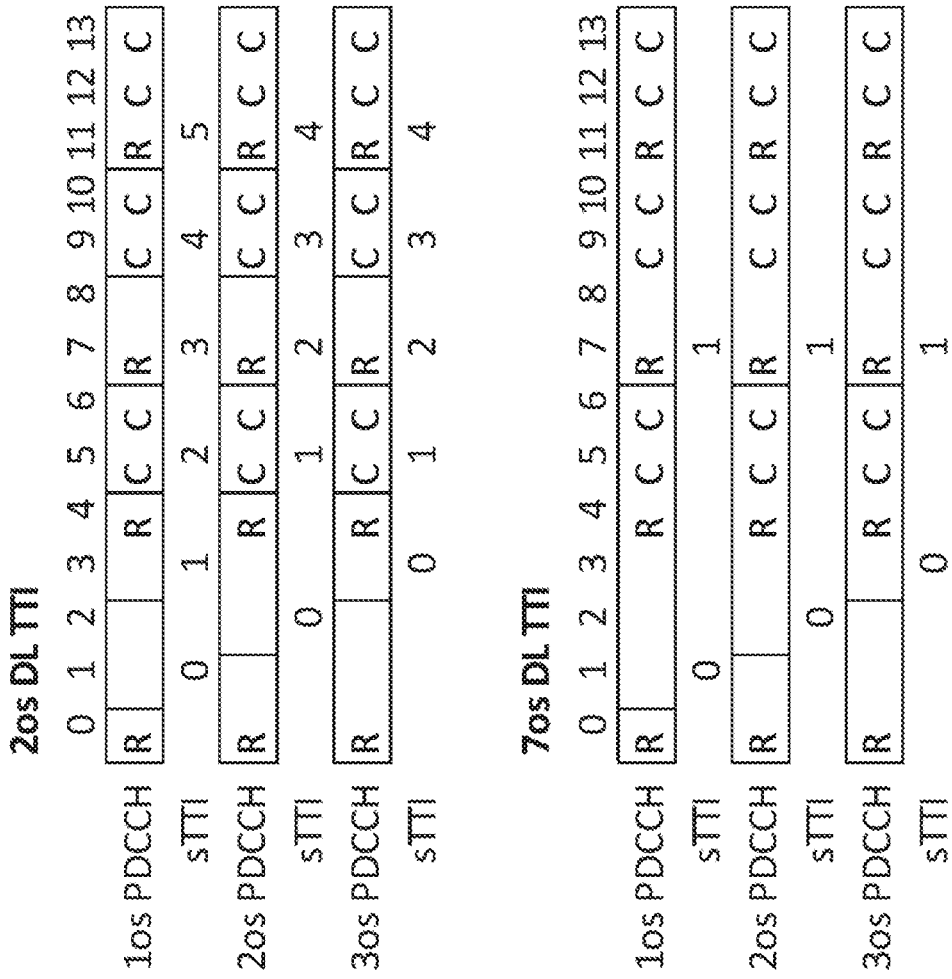 2os DL TTI
0 1 2 3 4 5 6 7 8 9 10 11 12 13
1os PDCCH R R C C R C C R C C
sTTI 0 1 2 3 4 5
2os PDCCH R R C C R C C R C C
sTTI 0 1 2 3 4
3os PDCCH R R C C R C C R C C
sTTI 0 1 2 3 4
7os DL TTI
0 1 2 3 4 5 6 7 8 9 10 11 12 13
1os PDCCH R R C C R C C R C C
sTTI 0 1
2os PDCCH R R C C R C C R C C
sTTI 0 1
3os PDCCH R R C C R C C R C C
sTTI 0 1